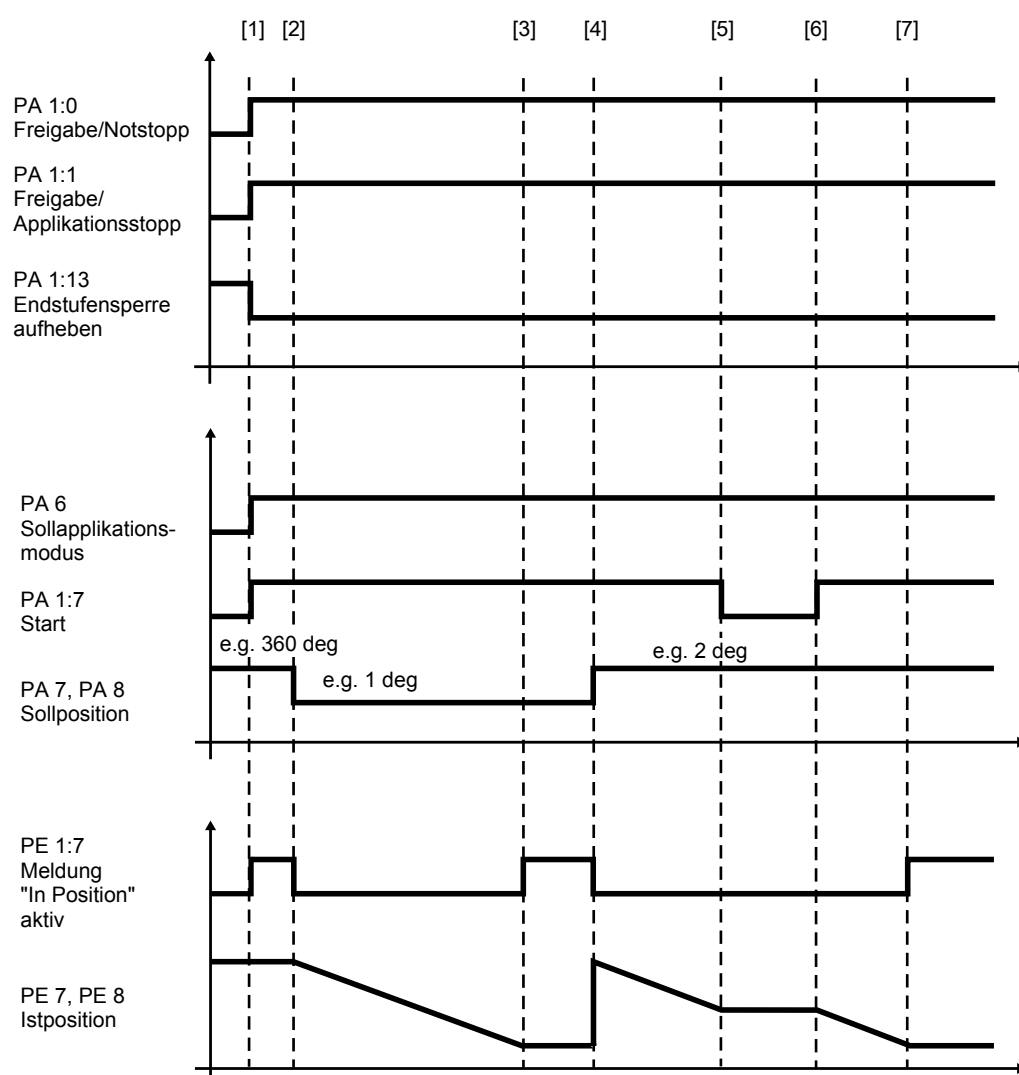 [1] [2] [3] [4] [5] [6] [7]
PA 1:0
Freigabe/Notstopp
PA 1:1
Freigabe/
Applikationsstopp
PA 1:13
Endstufensperre
aufheben
PA 6
Sollapplikations-
modus
PA 1:7
Start
e.g. 360 deg
e.g. 1 deg
e.g. 2 deg
PA 7, PA 8
Sollposition
PE 1:7
Meldung
"In Position"
aktiv
PE 7, PE 8
Istposition